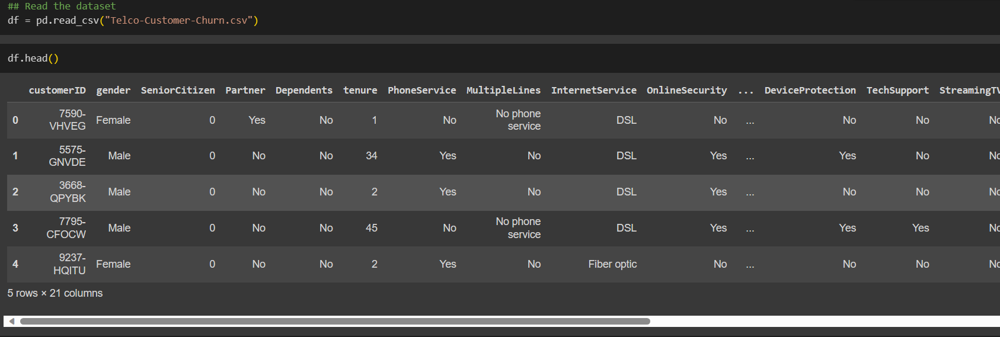 ## Read the dataset
df = pd.read_csv("Telco-Customer-Churn.csv")
df.head()
customerID gender SeniorCitizen Partner Dependents tenure PhoneService MultipleLines InternetService OnlineSecurity ... DeviceProtection TechSupport StreamingTV
0 7590-VHVEG Female 0 Yes No 1 No No phone service DSL No ... No No No
1 5575-GNVDE Male 0 No No 34 Yes No DSL Yes ... Yes No No
2 3668-QPYBK Male 0 No No 2 Yes No DSL Yes ... No No No
3 7795-CFOCW Male 0 No No 45 No No phone service DSL Yes ... Yes Yes No
4 9237-HQITU Female 0 No No 2 Yes No Fiber optic No ... No No No
5 rows × 21 columns